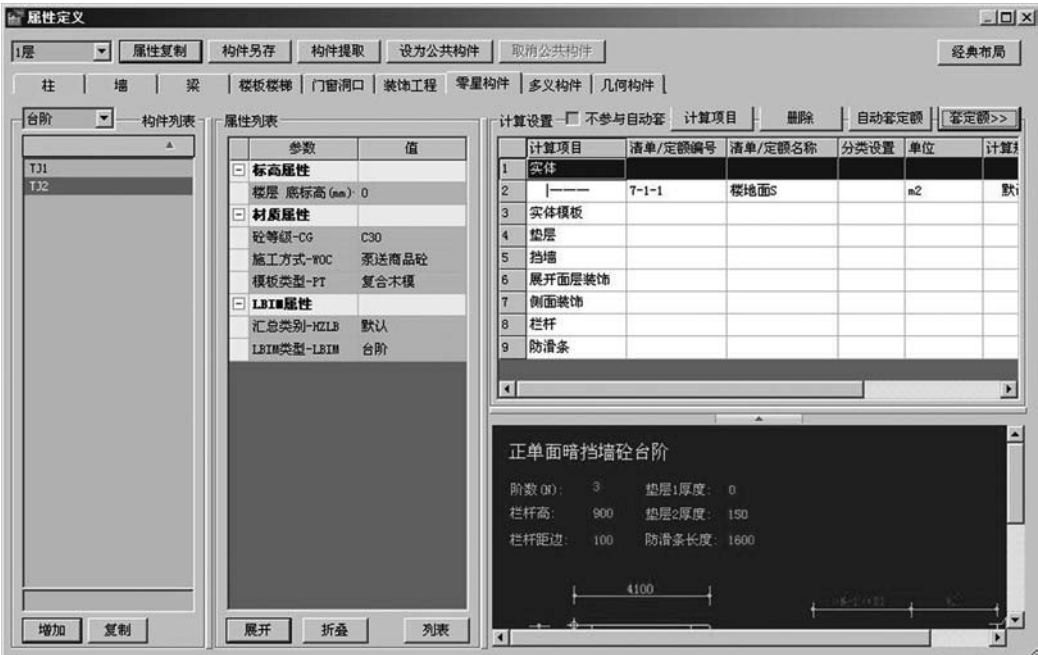 属性定义
1层 属性复制 构件另存 构件提取 设为公共构件 取消公共构件 经典布局
柱 墙 梁 楼板楼梯 门窗洞口 装饰工程 零星构件 多义构件 几何构件
台阶 构件列表
TJ1
TJ2
增加 复制
属性列表
参数 值
标高属性
楼层 底标高(mm) 0
材质属性
砼等级-CG C30
施工方式-WOC 泵送商品砼
模板类型-PT 复合木模
LBIM属性
汇总类别-HZLB 默认
LBIM类型-LBIM 台阶
展开 折叠 列表
计算设置 不参与自动套 计算项目 删除 自动套定额 套定额>>
计算项目 清单/定额编号 清单/定额名称 分类设置 单位 计算规
1 实体
2 |——— 7-1-1 楼地面S m2 默认
3 实体模板
4 垫层
5 挡墙
6 展开面层装饰
7 侧面装饰
8 栏杆
9 防滑条
正单面暗挡墙砼台阶
阶数(N): 3 垫层1厚度: 0
栏杆高: 900 垫层2厚度: 150
栏杆距边: 100 防滑条长度: 1600
4100